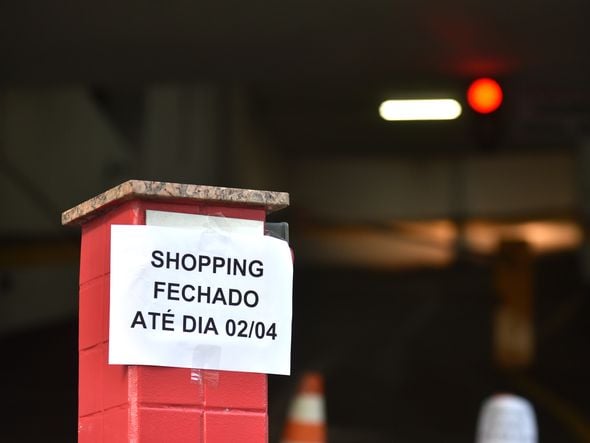 SHOPPING
FECHADO
ATÉ DIA 02/04